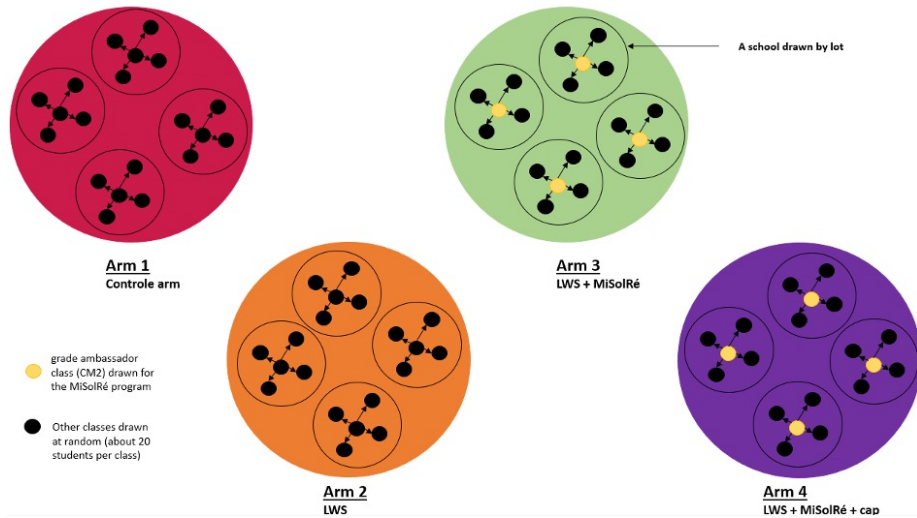 A school drawn by lot
Arm 1
Controle arm
Arm 3
LWS + MiSolRé
grade ambassador
class (CM2) drawn for
the MiSolRé program
Other classes drawn
at random (about 20
students per class)
Arm 2
LWS
Arm 4
LWS + MiSolRé + cap